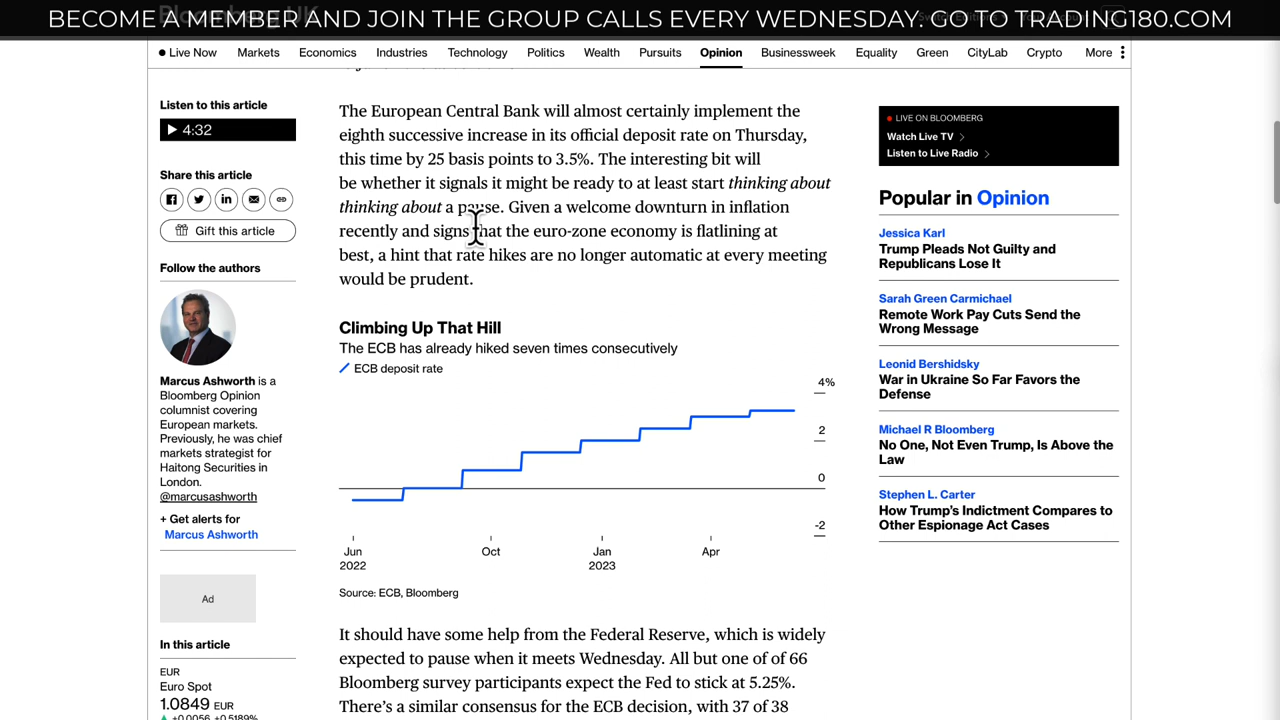 BECOME A MEMBER AND JOIN THE GROUP CALLS EVERY WEDNESDAY. GO TO TRADING180.COM
Live Now Markets Economics Industries Technology Politics Wealth Pursuits Opinion Businessweek Equality Green CityLab Crypto More
Listen to this article
4:32
Share this article
Gift this article
Follow the authors
Marcus Ashworth is a
Bloomberg Opinion
columnist covering
European markets.
Previously, he was chief
markets strategist for
Haitong Securities in
London.
@marcusashworth
+ Get alerts for
Marcus Ashworth
Ad
In this article
EUR
Euro Spot
1.0849 EUR
+0.0056 +0.5189%
The European Central Bank will almost certainly implement the
eighth successive increase in its official deposit rate on Thursday,
this time by 25 basis points to 3.5%. The interesting bit will
be whether it signals it might be ready to at least start thinking about
thinking about a pause. Given a welcome downturn in inflation
recently and signs that the euro-zone economy is flatlining at
best, a hint that rate hikes are no longer automatic at every meeting
would be prudent.
Climbing Up That Hill
The ECB has already hiked seven times consecutively
ECB deposit rate
4%
2
0
-2
Jun
2022
Oct
Jan
2023
Apr
Source: ECB, Bloomberg
It should have some help from the Federal Reserve, which is widely
expected to pause when it meets Wednesday. All but one of of 66
Bloomberg survey participants expect the Fed to stick at 5.25%.
There's a similar consensus for the ECB decision, with 37 of 38
LIVE ON BLOOMBERG
Watch Live TV
Listen to Live Radio
Popular in Opinion
Jessica Karl
Trump Pleads Not Guilty and
Republicans Lose It
Sarah Green Carmichael
Remote Work Pay Cuts Send the
Wrong Message
Leonid Bershidsky
War in Ukraine So Far Favors the
Defense
Michael R Bloomberg
No One, Not Even Trump, Is Above the
Law
Stephen L. Carter
How Trump's Indictment Compares to
Other Espionage Act Cases